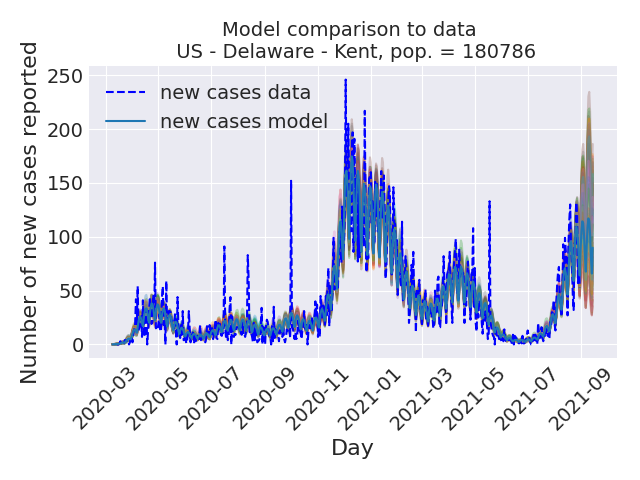 Model comparison to data
US - Delaware - Kent, pop. = 180786
Number of new cases reported
250
200
150
100
50
0
new cases data
new cases model
2020-03
2020-05
2020-07
2020-09
2020-11
2021-01
2021-03
2021-05
2021-07
2021-09
Day